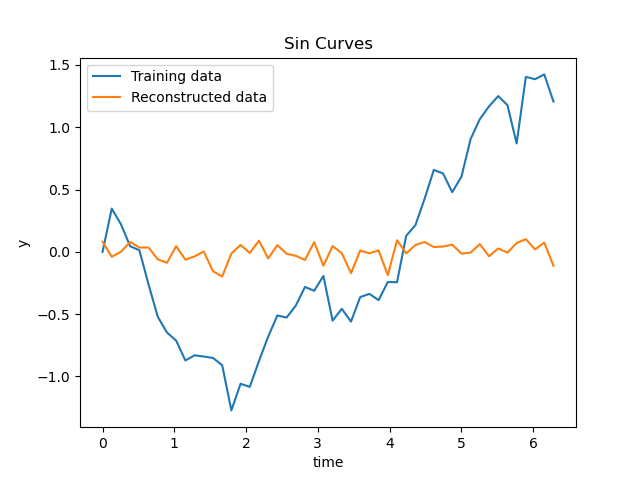 Sin Curves
Training data
Reconstructed data
1.5
1.0
0.5
0.0
−0.5
−1.0
y
0 1 2 3 4 5 6
time